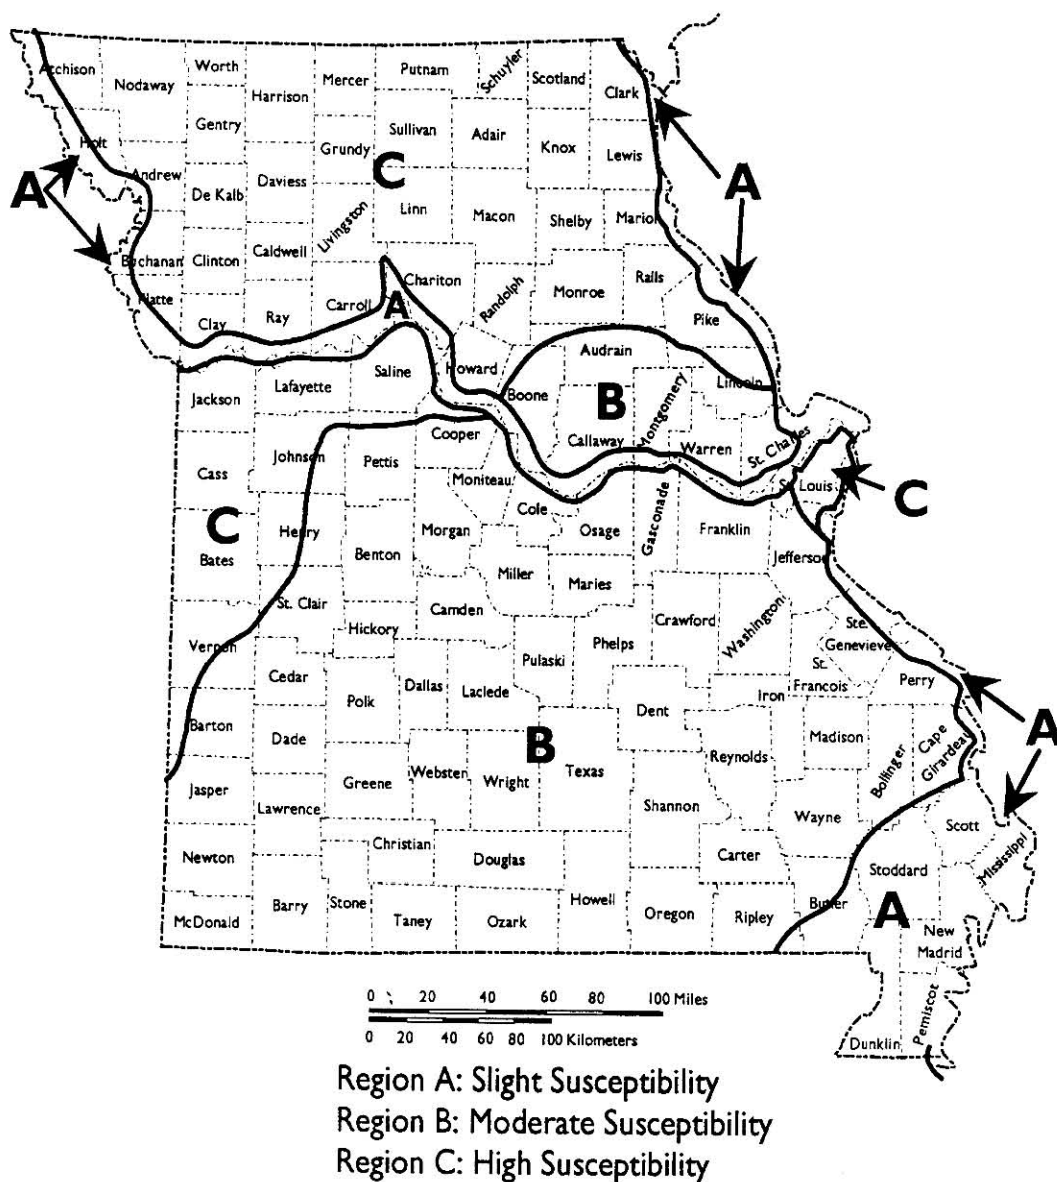 Atchison
Nodaway
Worth
Harrison
Mercer
Putnam
Schuyler
Scotland
Clark
Gentry
Sullivan
Adair
Knox
Lewis
A
Holt
Andrew
De Kalb
Daviess
Grundy
C
A
Livingston
Linn
Macon
Shelby
Marion
Buchanan
Clinton
Caldwell
Platte
Clay
Ray
Carroll
A
Chariton
Randolph
Monroe
Ralls
Pike
Jackson
Lafayette
Saline
Howard
Boone
Audrain
B
Montgomery
Lincoln
Callaway
Warren
St. Charles
Cass
Johnson
Pettis
Cooper
Moniteau
Cole
Osage
Gasconade
Franklin
St. Louis
C
C
Bates
Henry
Benton
Morgan
Miller
Maries
Jefferson
St. Clair
Camden
Crawford
Washington
Ste.
Genevieve
Vernon
Hickory
Pulaski
Phelps
St.
Francois
Perry
Cedar
Polk
Dallas
Laclede
Dent
Iron
A
Barton
Dade
B
Madison
Bollinger
Cape
Girardeau
Jasper
Greene
Webster
Wright
Texas
Reynolds
Lawrence
Shannon
Wayne
Scott
Mississippi
Newton
Christian
Douglas
Carter
Stoddard
McDonald
Barry
Stone
Taney
Ozark
Howell
Oregon
Ripley
Butler
A
New
Madrid
Pemiscot
Dunklin
0 20 40 60 80 100 Miles
0 20 40 60 80 100 Kilometers
Region A: Slight Susceptibility
Region B: Moderate Susceptibility
Region C: High Susceptibility